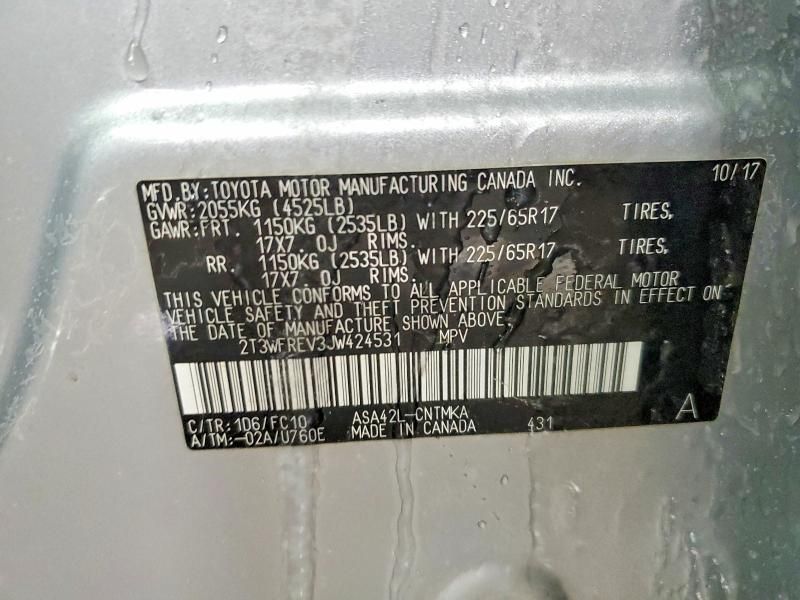 MFD. BY: TOYOTA MOTOR MANUFACTURING CANADA INC. 10/17
GVWR: 2055KG (4525LB)
GAWR: FRT. 1150KG (2535LB) WITH 225/65R17 TIRES,
17X7.0J RIMS.
RR. 1150KG (2535LB) WITH 225/65R17 TIRES,
17X7.0J RIMS.
THIS VEHICLE CONFORMS TO ALL APPLICABLE FEDERAL MOTOR
VEHICLE SAFETY AND THEFT PREVENTION STANDARDS IN EFFECT ON
THE DATE OF MANUFACTURE SHOWN ABOVE.
2T3WFREV3JW424531 MPV
C/TR: 1D6/FC10 ASA42L-CNTMKA A
A/TM: -02A/U760E MADE IN CANADA 431